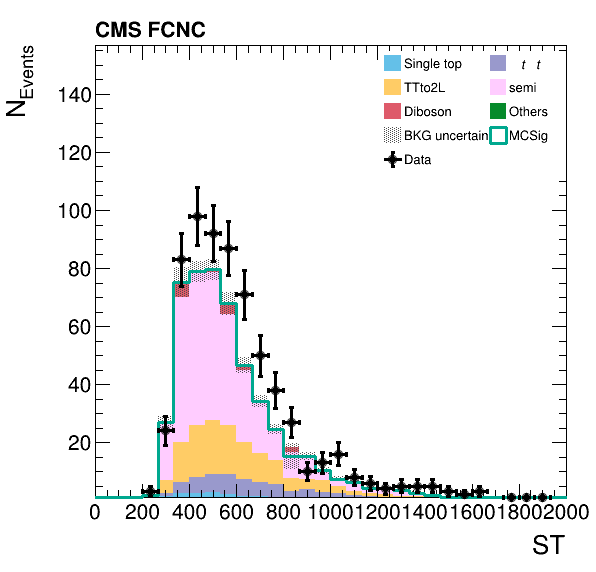 CMS FCNC
N_Events
Single top
t t
TTto2L
semi
Diboson
Others
BKG uncertain
MCSig
Data
140
120
100
80
60
40
20
0 200 400 600 800 1000 1200 1400 1600 1800 2000
ST